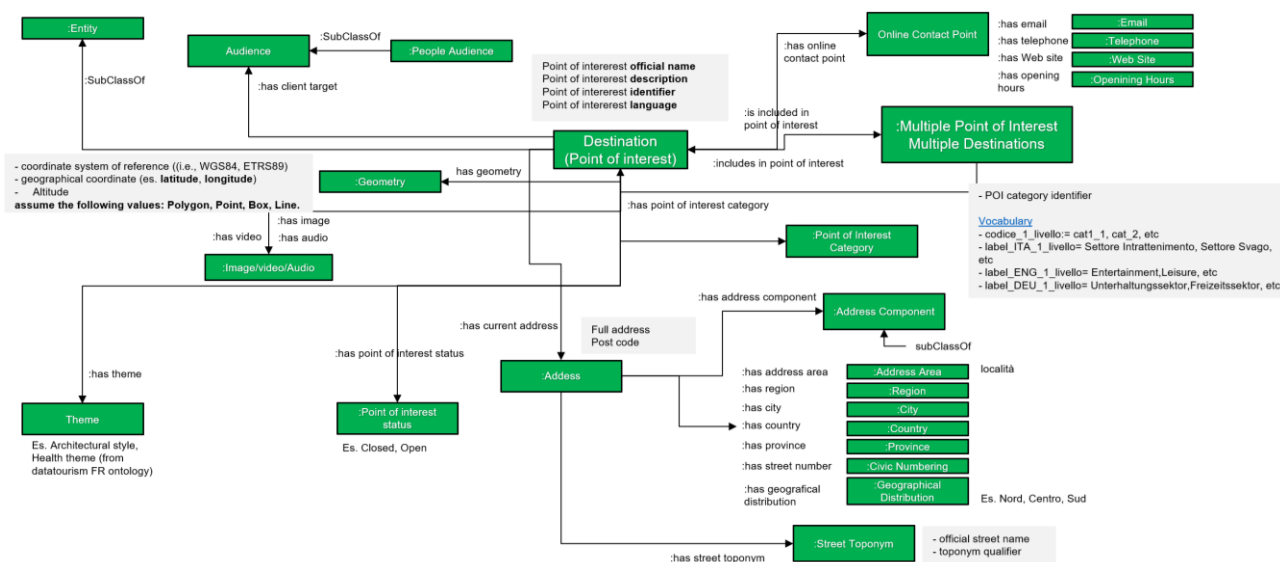 :Entity
Audience
:SubClassOf
:People Audience
:SubClassOf
:has client target
Point of intererest official name
Point of intererest description
Point of intererest identifier
Point of intererest language
:has online
contact point
Online Contact Point
:has email
:Email
:has telephone
:Telephone
:has Web site
:Web Site
:has opening
hours
:Openining Hours
:is included in
point of interest
:Multiple Point of Interest
Multiple Destinations
Destination
(Point of interest)
:includes in point of interest
- coordinate system of reference ((i.e., WGS84, ETRS89)
- geographical coordinate (es. latitude, longitude)
- Altitude
assume the following values: Polygon, Point, Box, Line.
has geometry
:Geometry
:has point of interest category
:has image
:has video
:has audio
:Image/video/Audio
:Point of Interest
Category
- POI category identifier
Vocabulary
- codice_1_livello:= cat1_1, cat_2, etc
- label_ITA_1_livello= Settore Intrattenimento, Settore Svago,
etc
- label_ENG_1_livello= Entertainment,Leisure, etc
- label_DEU_1_livello= Unterhaltungssektor,Freizeitssektor, etc
:has address component
:Address Component
subClassOf
:has current address
Full address
Post code
:has point of interest status
:has theme
:Addess
:has address area
:Address Area
località
:has region
:Region
:has city
:City
:has country
:Country
:has province
:Province
:has street number
:Civic Numbering
:has geografical
distribution
:Geographical
Distribution
Es. Nord, Centro, Sud
Theme
Es. Architectural style,
Health theme (from
datatourism FR ontology)
:Point of interest
status
Es. Closed, Open
:has street toponym
:Street Toponym
- official street name
- toponym qualifier